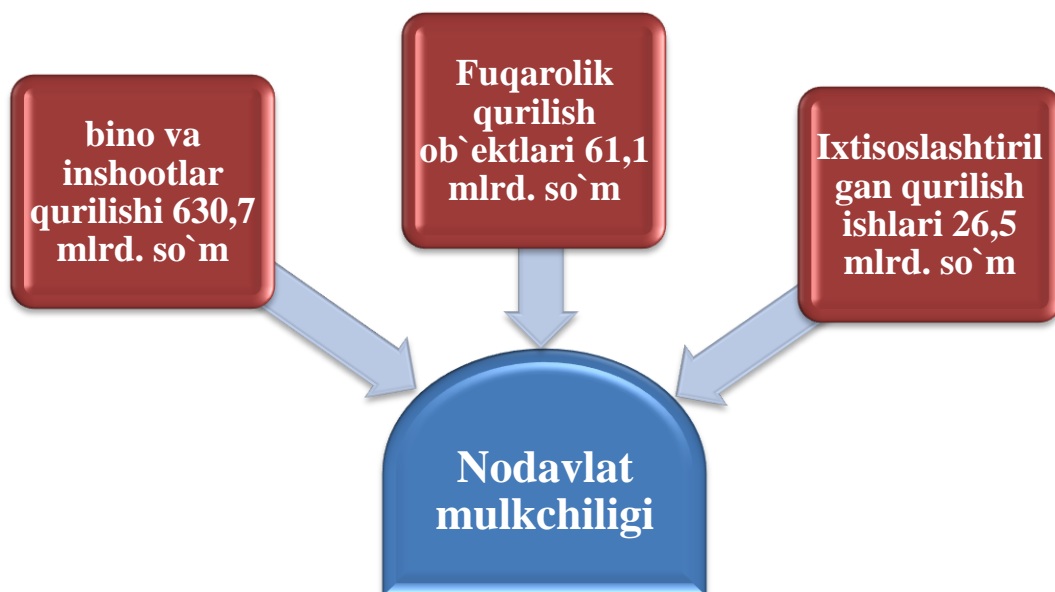 bino va
inshootlar
qurilishi 630,7
mlrd. so`m
Fuqarolik
qurilish
ob`ektlari 61,1
mlrd. so`m
Ixtisoslashtiril
gan qurilish
ishlari 26,5
mlrd. so`m
Nodavlat
mulkchiligi